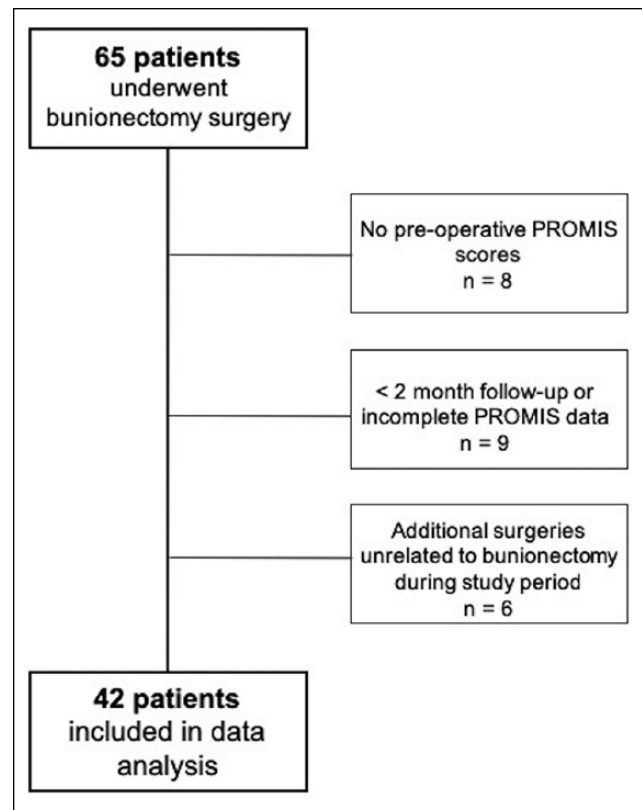 65 patients
underwent
bunionectomy surgery
No pre-operative PROMIS
scores
n = 8
< 2 month follow-up or
incomplete PROMIS data
n = 9
Additional surgeries
unrelated to bunionectomy
during study period
n = 6
42 patients
included in data
analysis